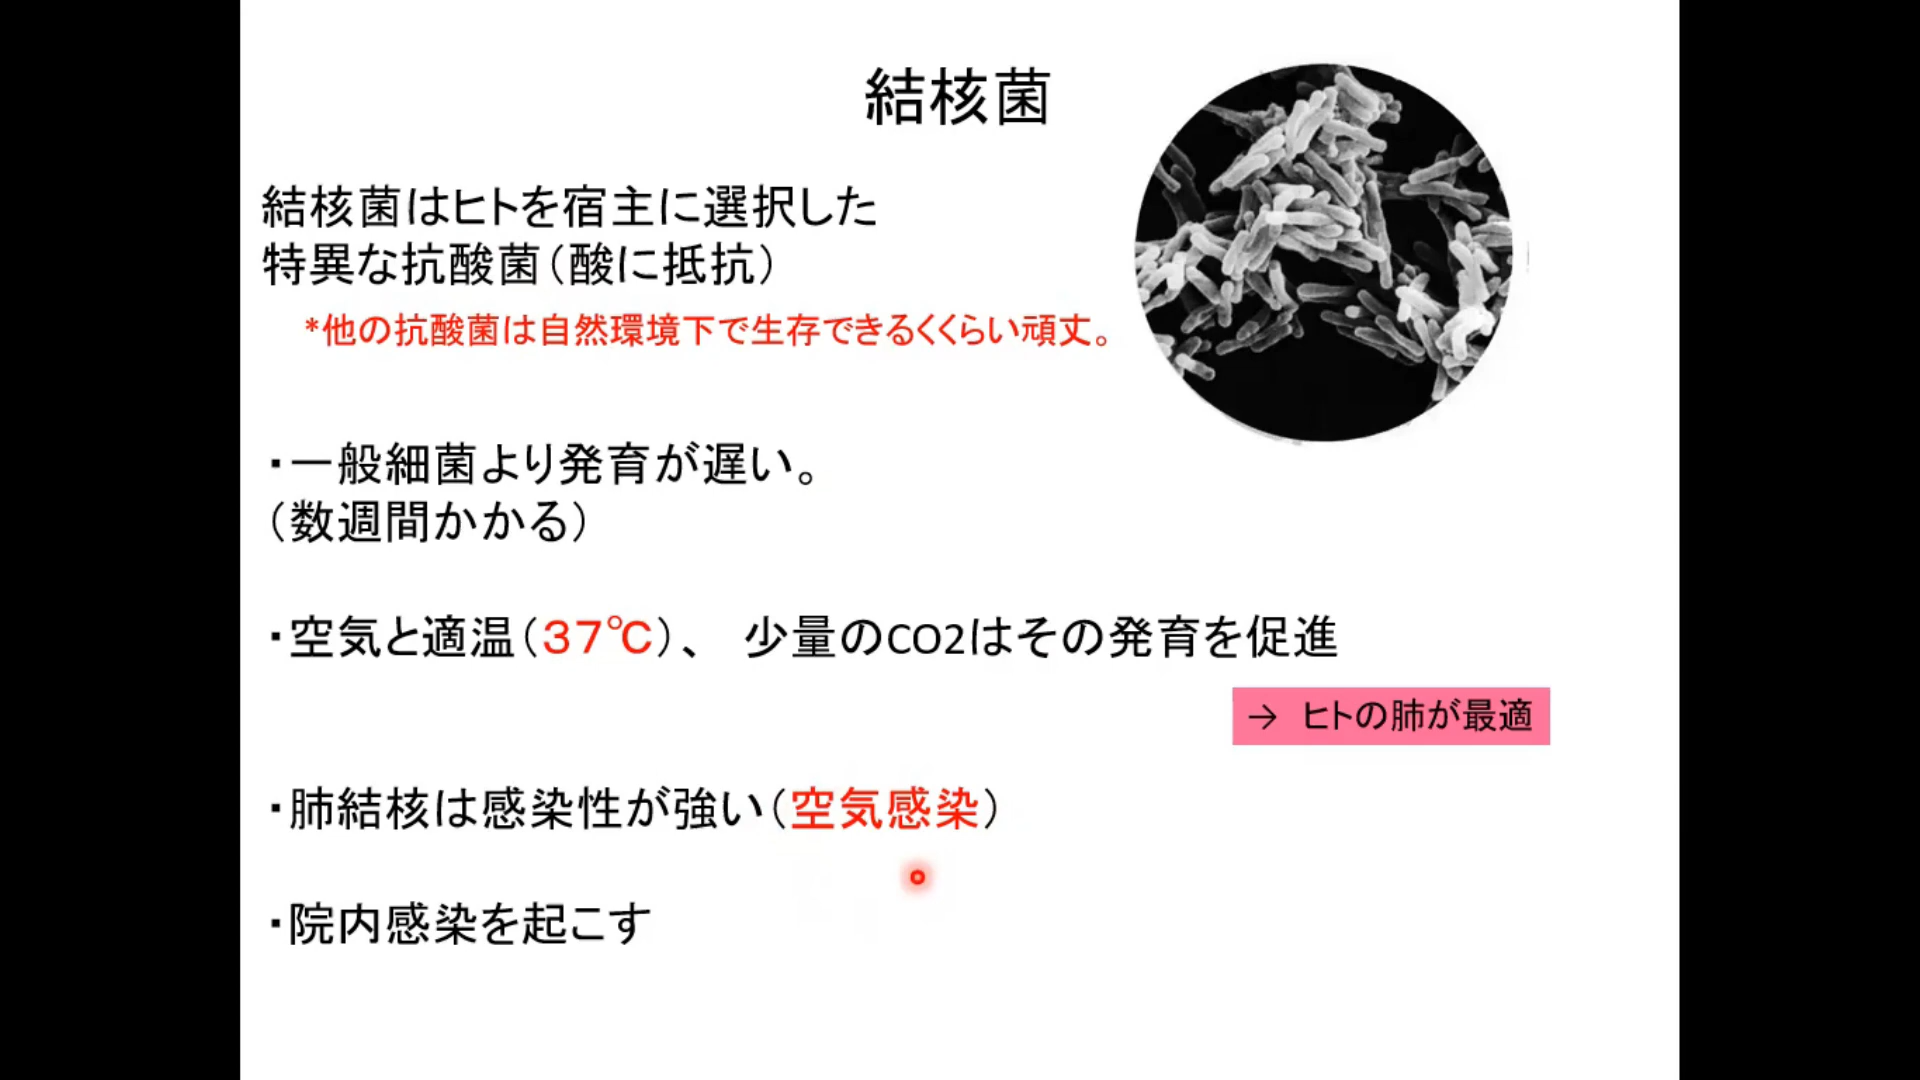 結核菌
結核菌はヒトを宿主に選択した
特異な抗酸菌（酸に抵抗）
*他の抗酸菌は自然環境下で生存できるくくらい頑丈。
・一般細菌より発育が遅い。
（数週間かかる）
・空気と適温（37℃）、 少量のCO2はその発育を促進
→ ヒトの肺が最適
・肺結核は感染性が強い（空気感染）
・院内感染を起こす